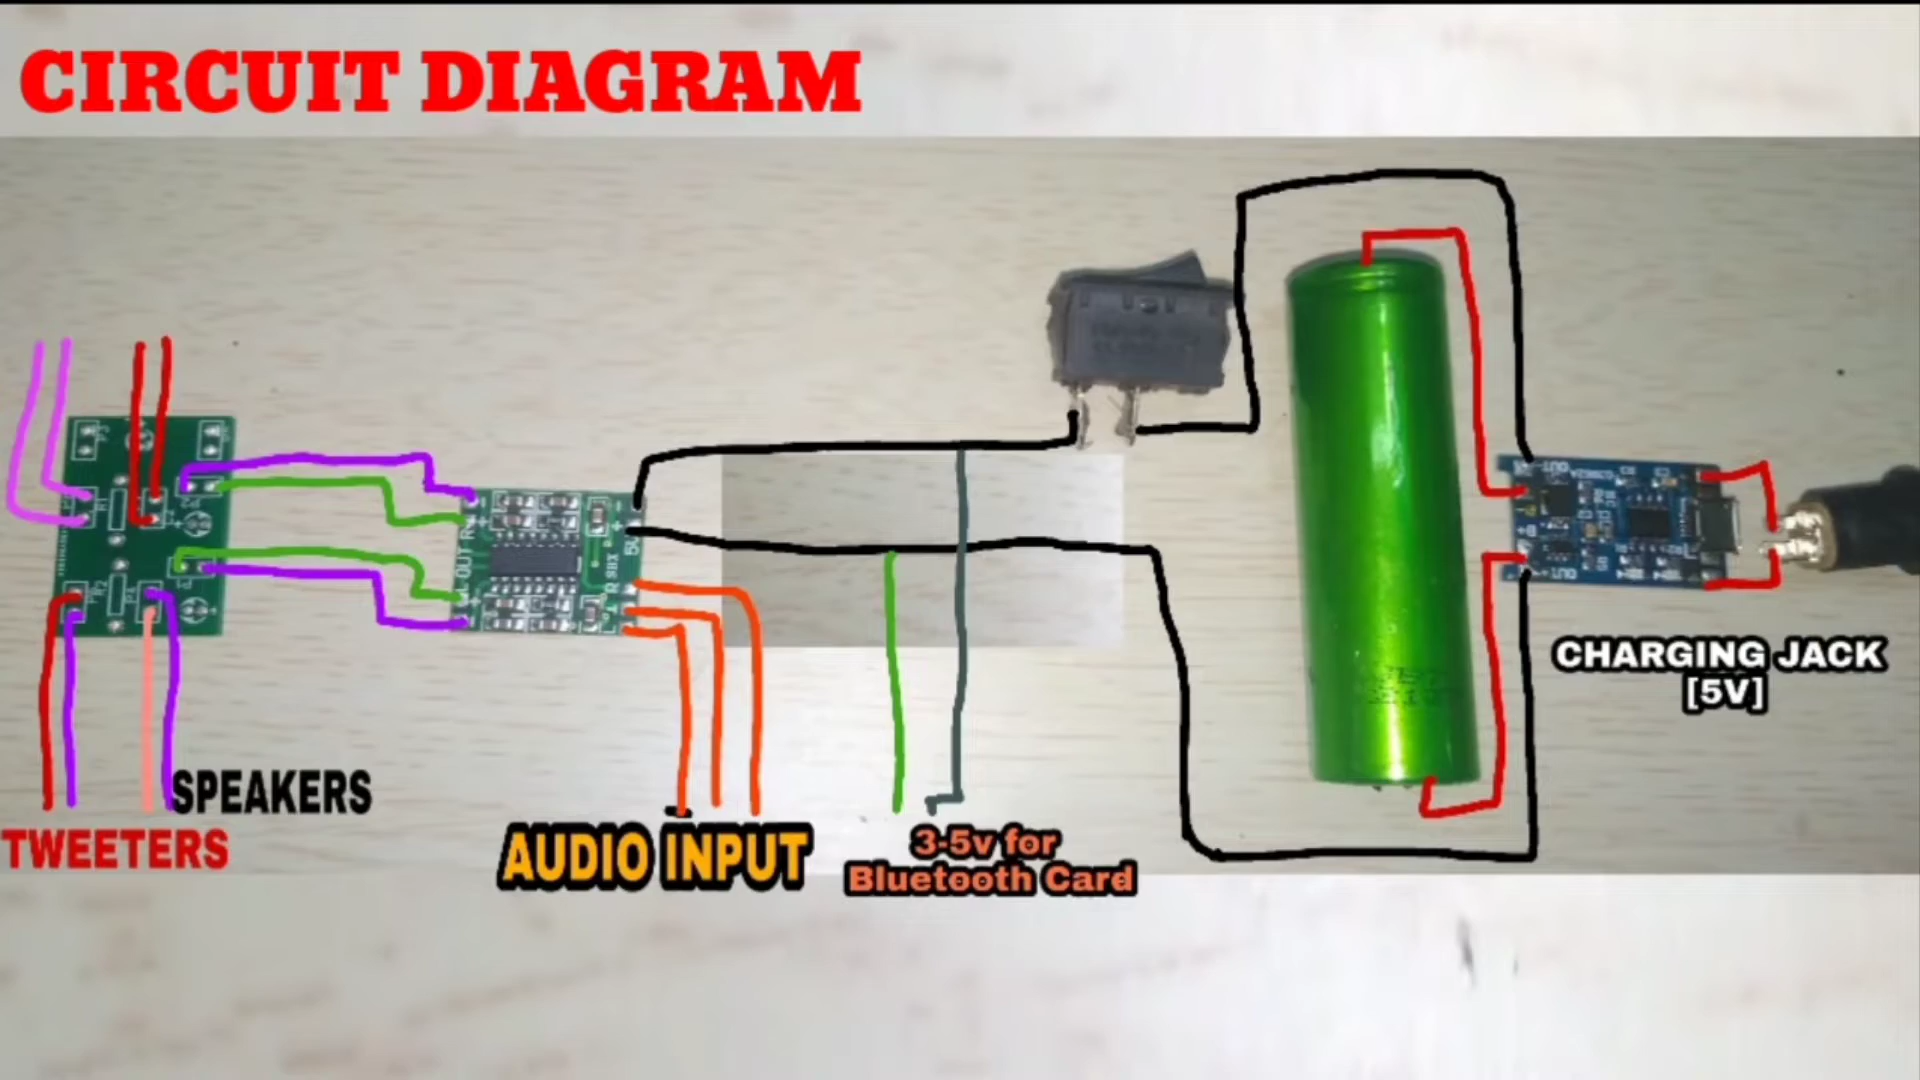 CIRCUIT DIAGRAM
CHARGING JACK
[5V]
SPEAKERS
TWEETERS
AUDIO INPUT
3-5v for
Bluetooth Card